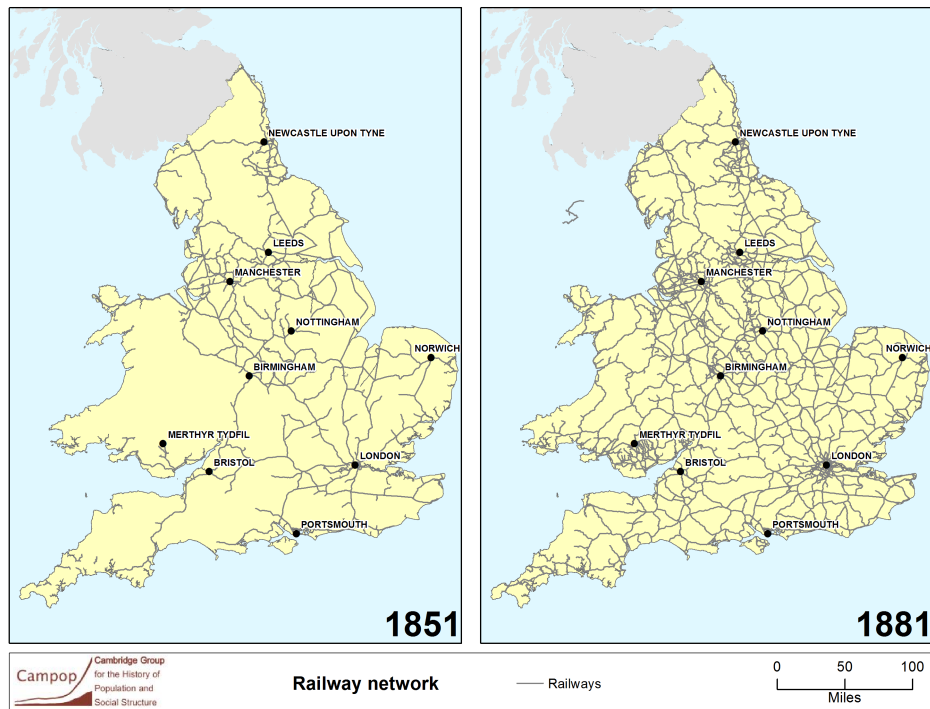 NEWCASTLE UPON TYNE
LEEDS
MANCHESTER
NOTTINGHAM
NORWICH
BIRMINGHAM
MERTHYR TYDFIL
BRISTOL
LONDON
PORTSMOUTH
1851
NEWCASTLE UPON TYNE
LEEDS
MANCHESTER
NOTTINGHAM
NORWICH
BIRMINGHAM
MERTHYR TYDFIL
BRISTOL
LONDON
PORTSMOUTH
1881
Campop
Cambridge Group
for the History of
Population and
Social Structure
Railway network
Railways
0 50 100
Miles